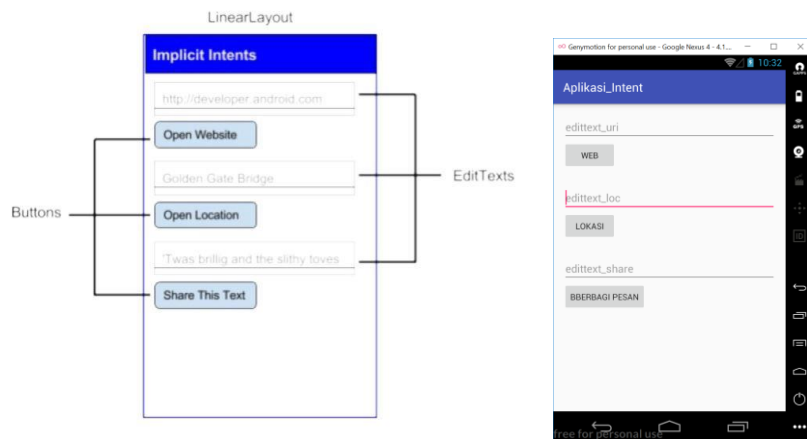 LinearLayout
Implicit Intents
http://developer.android.com
Open Website
Golden Gate Bridge
Open Location
'Twas brillig and the slithy toves
Share This Text
Buttons
EditTexts
Genymotion for personal use - Google Nexus 4 - 4.1...
10:32
Aplikasi_Intent
edittext_uri
WEB
edittext_loc
LOKASI
edittext_share
BBERBAGI PESAN
free for personal use
GPS
ID